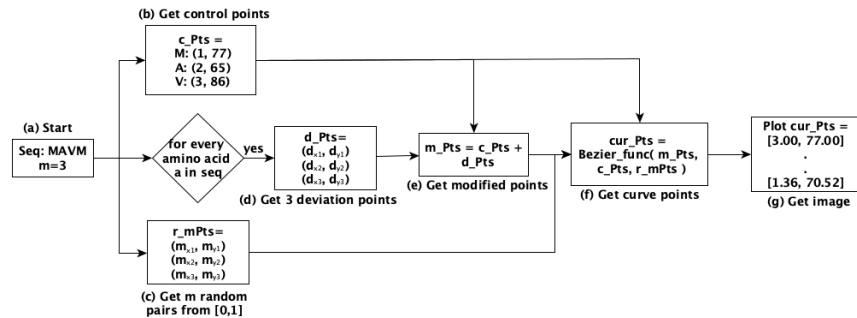 (b) Get control points
c_Pts =
M: (1, 77)
A: (2, 65)
V: (3, 86)
(a) Start
Seq: MAVM
m=3
for every
amino acid
a in seq
yes
d_Pts=
(dx1, dy1)
(dx2, dy2)
(dx3, dy3)
(d) Get 3 deviation points
m_Pts = c_Pts +
d_Pts
(e) Get modified points
cur_Pts =
Bezier_func( m_Pts,
c_Pts, r_mPts )
(f) Get curve points
Plot cur_Pts =
[3.00, 77.00]
.
.
[1.36, 70.52]
(g) Get image
r_mPts=
(mx1, my1)
(mx2, my2)
(mx3, my3)
(c) Get m random
pairs from [0,1]